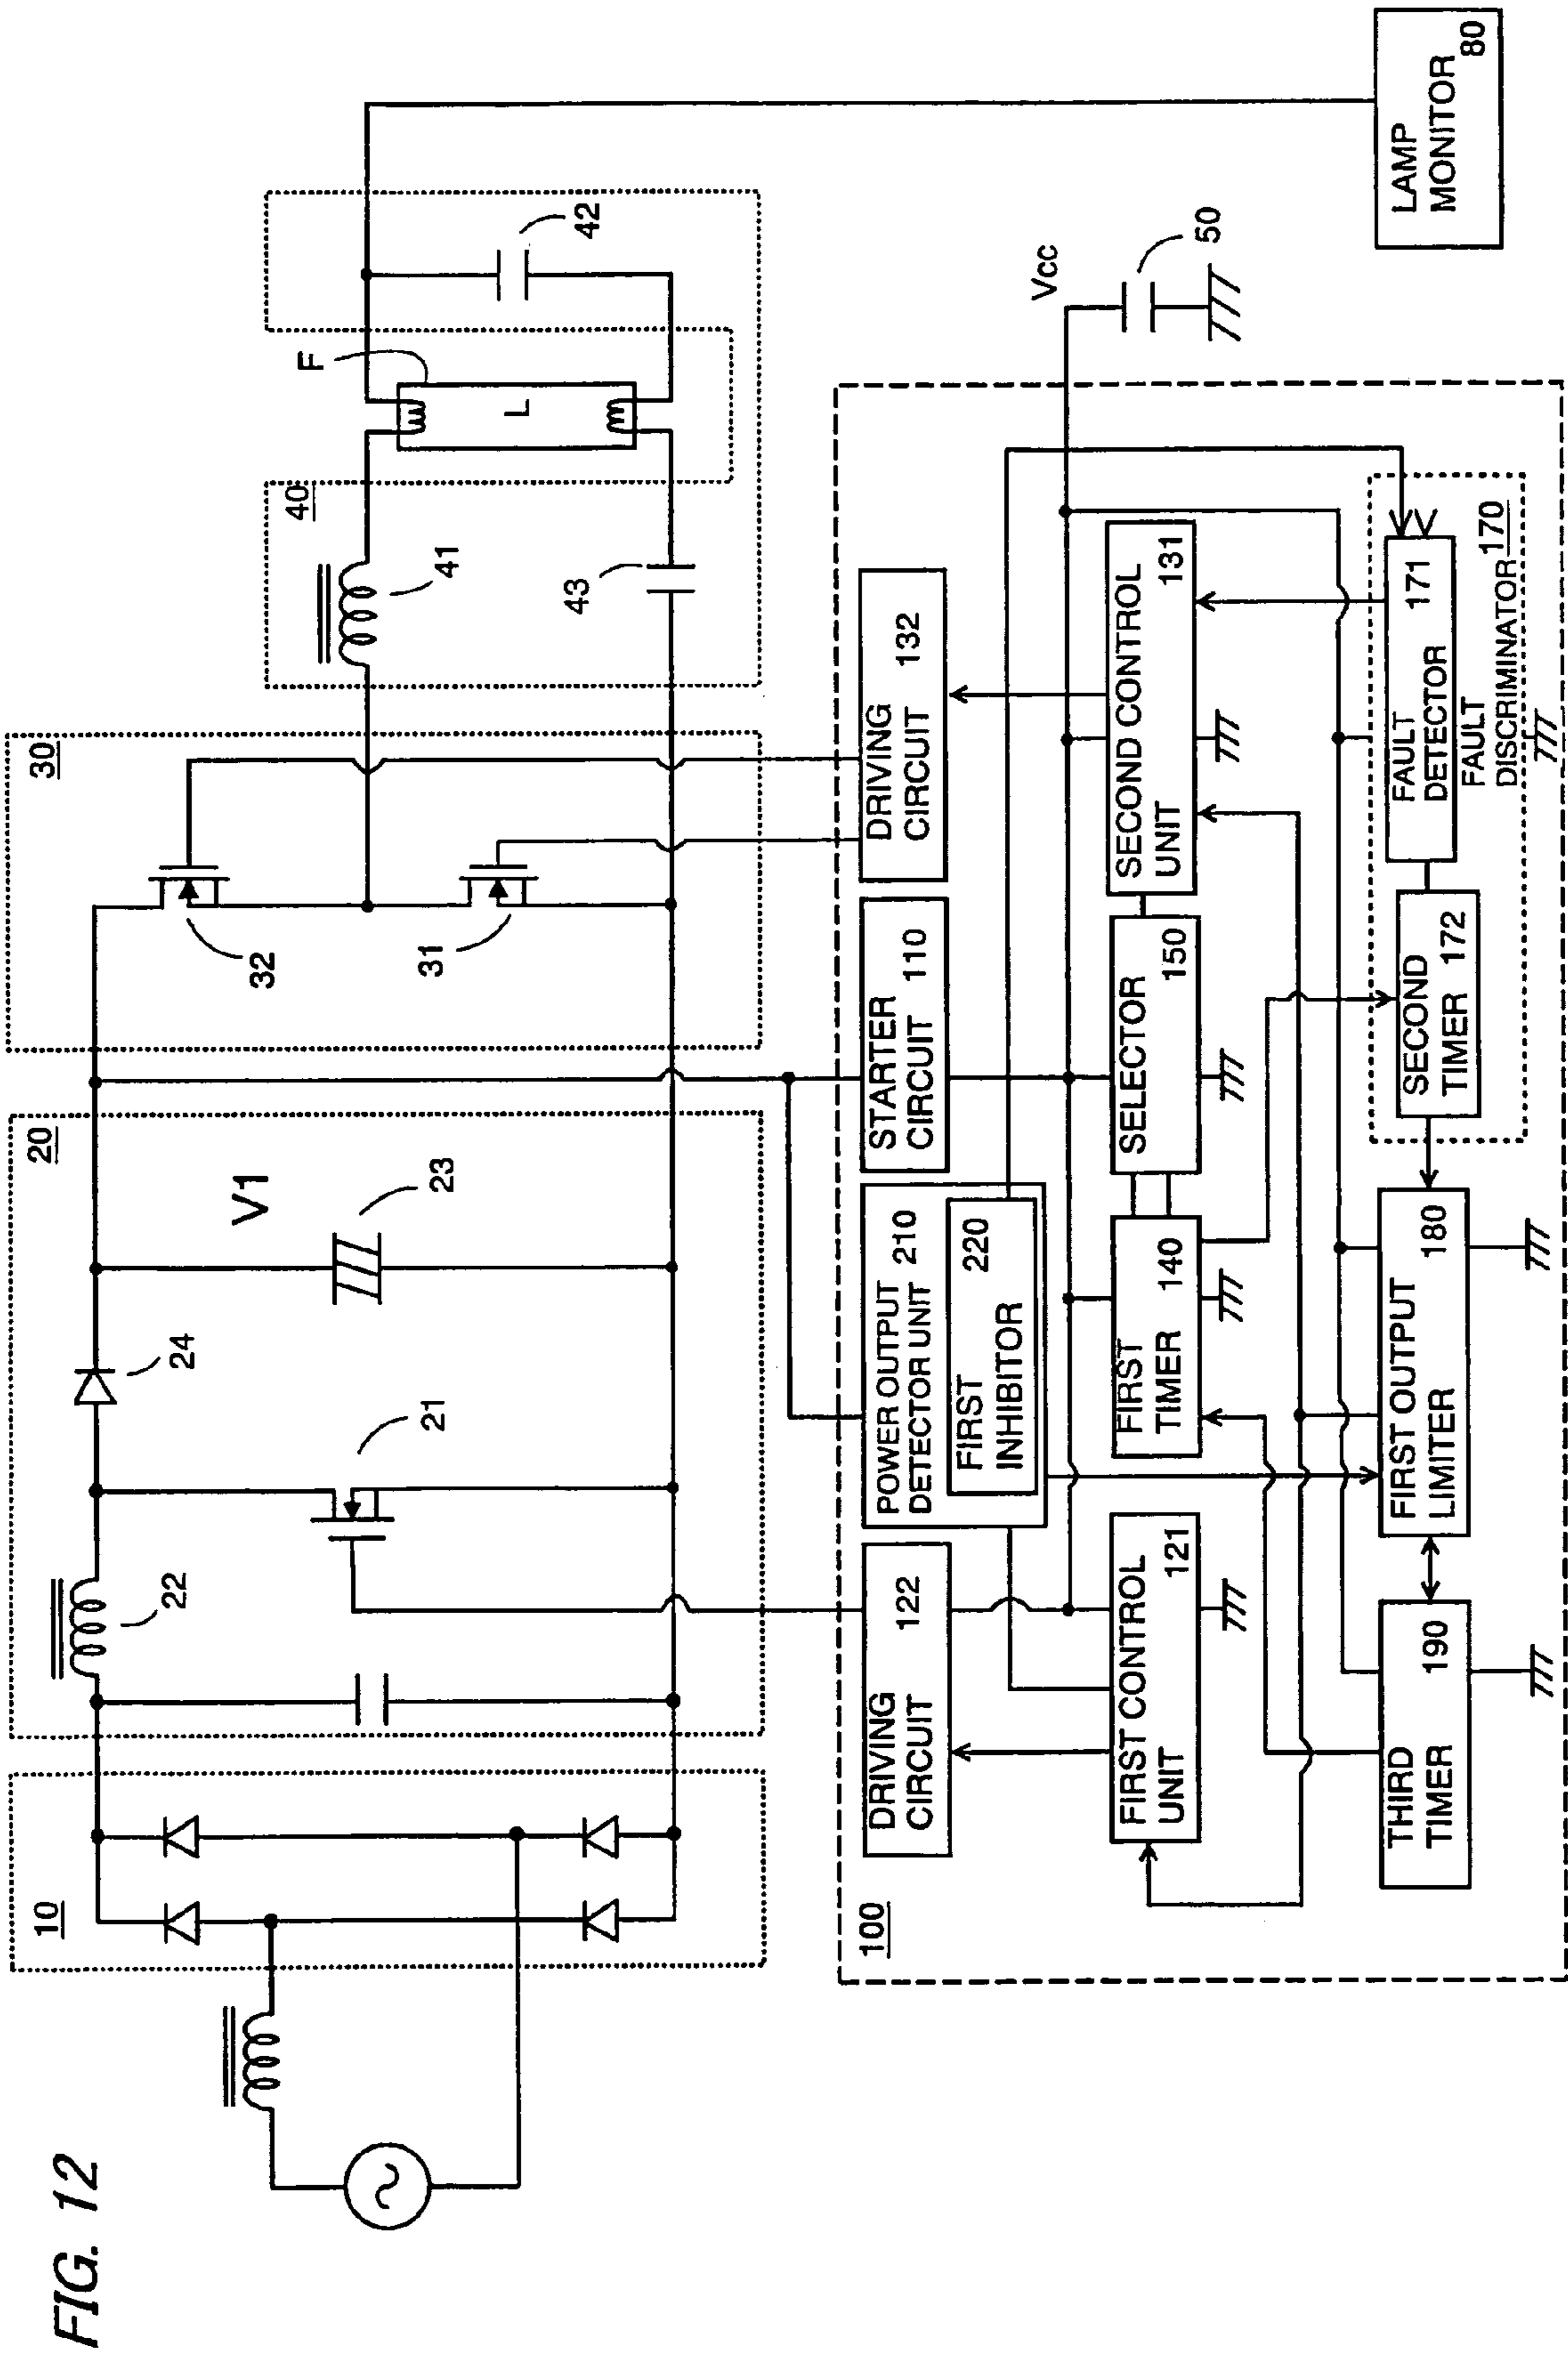 FIG. 12
10
20
30
40
22
24
21
V1
23
32
31
41
43
F
L
42
100
DRIVING
CIRCUIT 122
POWER OUTPUT
DETECTOR UNIT 210
FIRST 220
INHIBITOR
STARTER
CIRCUIT 110
DRIVING
CIRCUIT 132
Vcc
50
FIRST CONTROL
UNIT 121
FIRST
TIMER 140
SELECTOR
150
SECOND CONTROL
UNIT 131
THIRD
TIMER 190
FIRST OUTPUT
LIMITER 180
SECOND
TIMER 172
FAULT 171
DETECTOR
FAULT
DISCRIMINATOR 170
LAMP
MONITOR 80